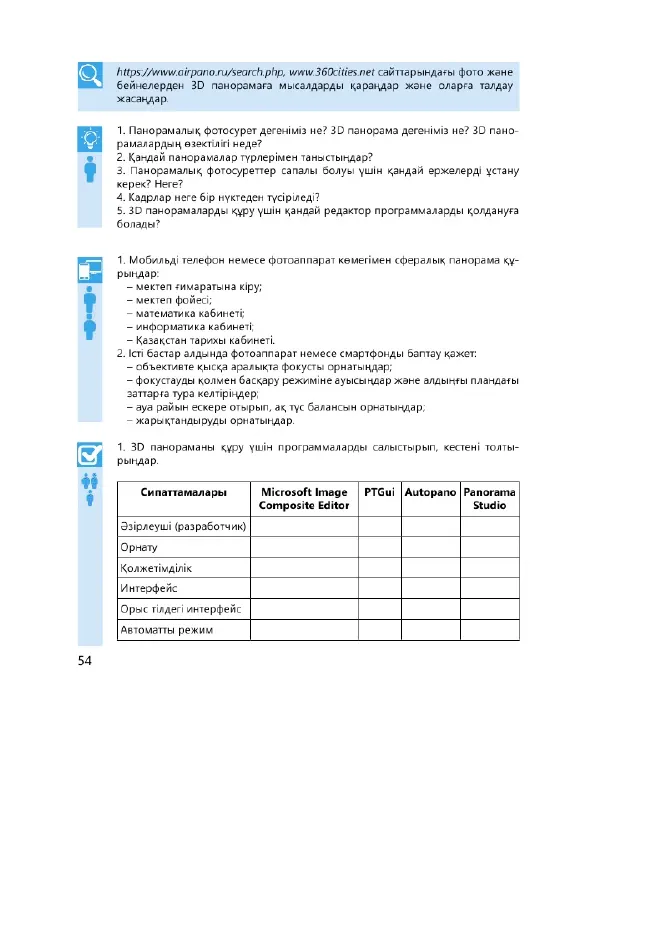 https://www.airpano.ru/search.php, www.360cities.net сайттарындағы фото және
бейнелерден 3D панорамаға мысалдарды қараңдар және оларға талдау
жасаңдар.
1. Панорамалық фотосурет дегеніміз не? 3D панорама дегеніміз не? 3D пано-
рамалардың өзектілігі неде?
2. Қандай панорамалар түрлерімен таныстыңдар?
3. Панорамалық фотосуреттер сапалы болуы үшін қандай ержелерді ұстану
керек? Неге?
4. Кадрлар неге бір нүктеден түсіріледі?
5. 3D панорамаларды құру үшін қандай редактор программаларды қолдануға
болады?
1. Мобильді телефон немесе фотоаппарат көмегімен сфералық панорама құ-
рыңдар:
– мектеп ғимаратына кіру;
– мектеп фойесі;
– математика кабинеті;
– информатика кабинеті;
– Қазақстан тарихы кабинеті.
2. Істі бастар алдында фотоаппарат немесе смартфонды баптау қажет:
– объективте қысқа аралықта фокусты орнатыңдар;
– фокустауды қолмен басқару режиміне ауысыңдар және алдыңғы пландағы
заттарға тура келтіріңдер;
– ауа райын ескере отырып, ақ түс балансын орнатыңдар;
– жарықтандыруды орнатыңдар.
1. 3D панораманы құру үшін программаларды салыстырып, кестені толты-
рыңдар.
Сипаттамалары Microsoft Image PTGui Autopano Panorama
Composite Editor Studio
Әзірлеуші (разработчик)
Орнату
Қолжетімділік
Интерфейс
Орыс тілдегі интерфейс
Автоматты режим
54